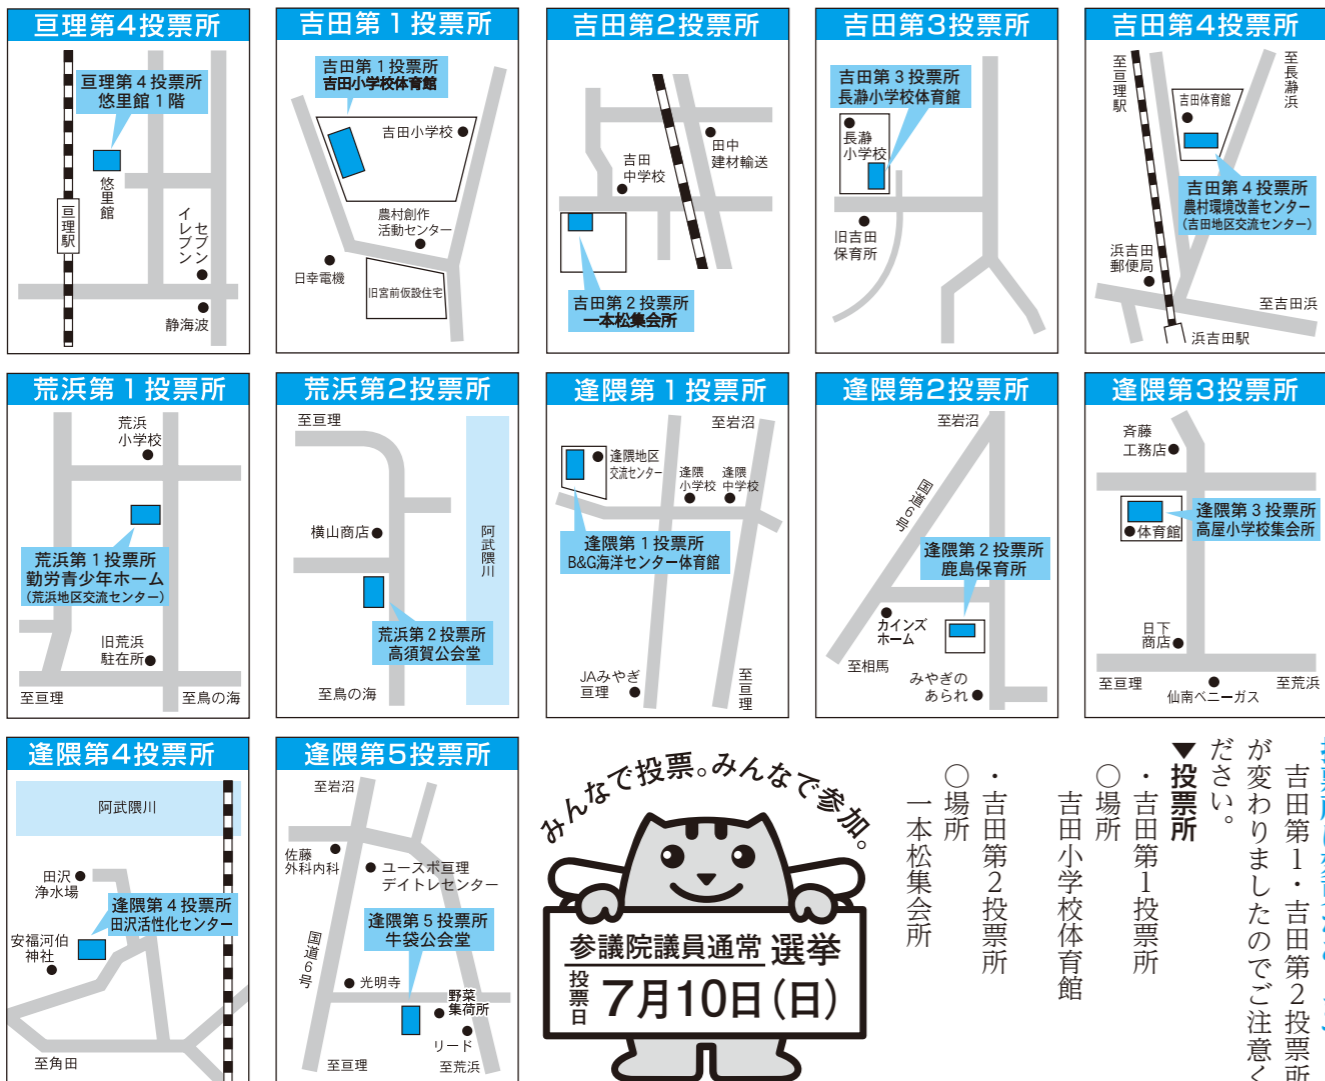 亘理第4投票所
亘理第4投票所
悠里館1階
悠里館
亘理駅
セブン
イレブン
静海波
吉田第1投票所
吉田第1投票所
吉田小学校体育館
吉田小学校
農村創作
活動センター
日幸電機
旧宮前仮設住宅
吉田第2投票所
田中
建材輸送
吉田
中学校
吉田第2投票所
一本松集会所
吉田第3投票所
吉田第3投票所
長瀞小学校体育館
長瀞
小学校
旧吉田
保育所
吉田第4投票所
至亘理駅
至長瀞浜
吉田体育館
吉田第4投票所
農村環境改善センター
(吉田地区交流センター)
浜吉田
郵便局
至吉田浜
浜吉田駅
荒浜第1投票所
荒浜
小学校
荒浜第1投票所
勤労青少年ホーム
(荒浜地区交流センター)
旧荒浜
駐在所
至亘理
至鳥の海
荒浜第2投票所
至亘理
横山商店
阿武隈川
荒浜第2投票所
高須賀公会堂
至鳥の海
逢隈第1投票所
至岩沼
逢隈地区
交流センター
逢隈
小学校
逢隈
中学校
逢隈第1投票所
B&G海洋センター体育館
JAみやぎ
亘理
至亘理
逢隈第2投票所
至岩沼
国道6号
逢隈第2投票所
鹿島保育所
カインズ
ホーム
至相馬
みやぎの
あられ
逢隈第3投票所
斉藤
工務店
逢隈第3投票所
高屋小学校集会所
体育館
日下
商店
至亘理
仙南ベニーガス
至荒浜
逢隈第4投票所
阿武隈川
田沢
浄水場
逢隈第4投票所
田沢活性化センター
安福河伯
神社
至角田
逢隈第5投票所
至岩沼
佐藤
外科内科
ユースポ亘理
デイトレセンター
逢隈第5投票所
牛袋公会堂
国道6号
光明寺
野菜
集荷所
リード
至亘理
至荒浜
みんなで投票。みんなで参加。
参議院議員通常選挙
投票日 7月10日(日)
吉田第1・吉田第2投票所
が変わりましたのでご注意く
ださい。
▼投票所
・吉田第1投票所
○場所
吉田小学校体育館
・吉田第2投票所
○場所
一本松集会所